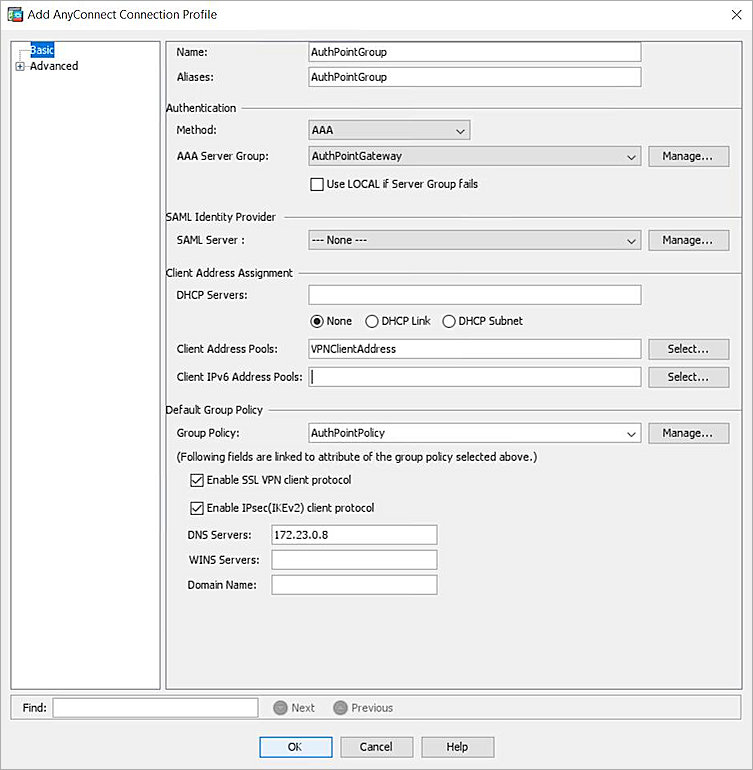 Add AnyConnect Connection Profile
Basic
Advanced
Name: AuthPointGroup
Aliases: AuthPointGroup
Authentication
Method: AAA
AAA Server Group: AuthPointGateway Manage...
Use LOCAL if Server Group fails
SAML Identity Provider
SAML Server : --- None --- Manage...
Client Address Assignment
DHCP Servers:
None DHCP Link DHCP Subnet
Client Address Pools: VPNClientAddress Select...
Client IPv6 Address Pools: Select...
Default Group Policy
Group Policy: AuthPointPolicy Manage...
(Following fields are linked to attribute of the group policy selected above.)
Enable SSL VPN client protocol
Enable IPsec(IKEv2) client protocol
DNS Servers: 172.23.0.8
WINS Servers:
Domain Name:
Find: Next Previous
OK Cancel Help